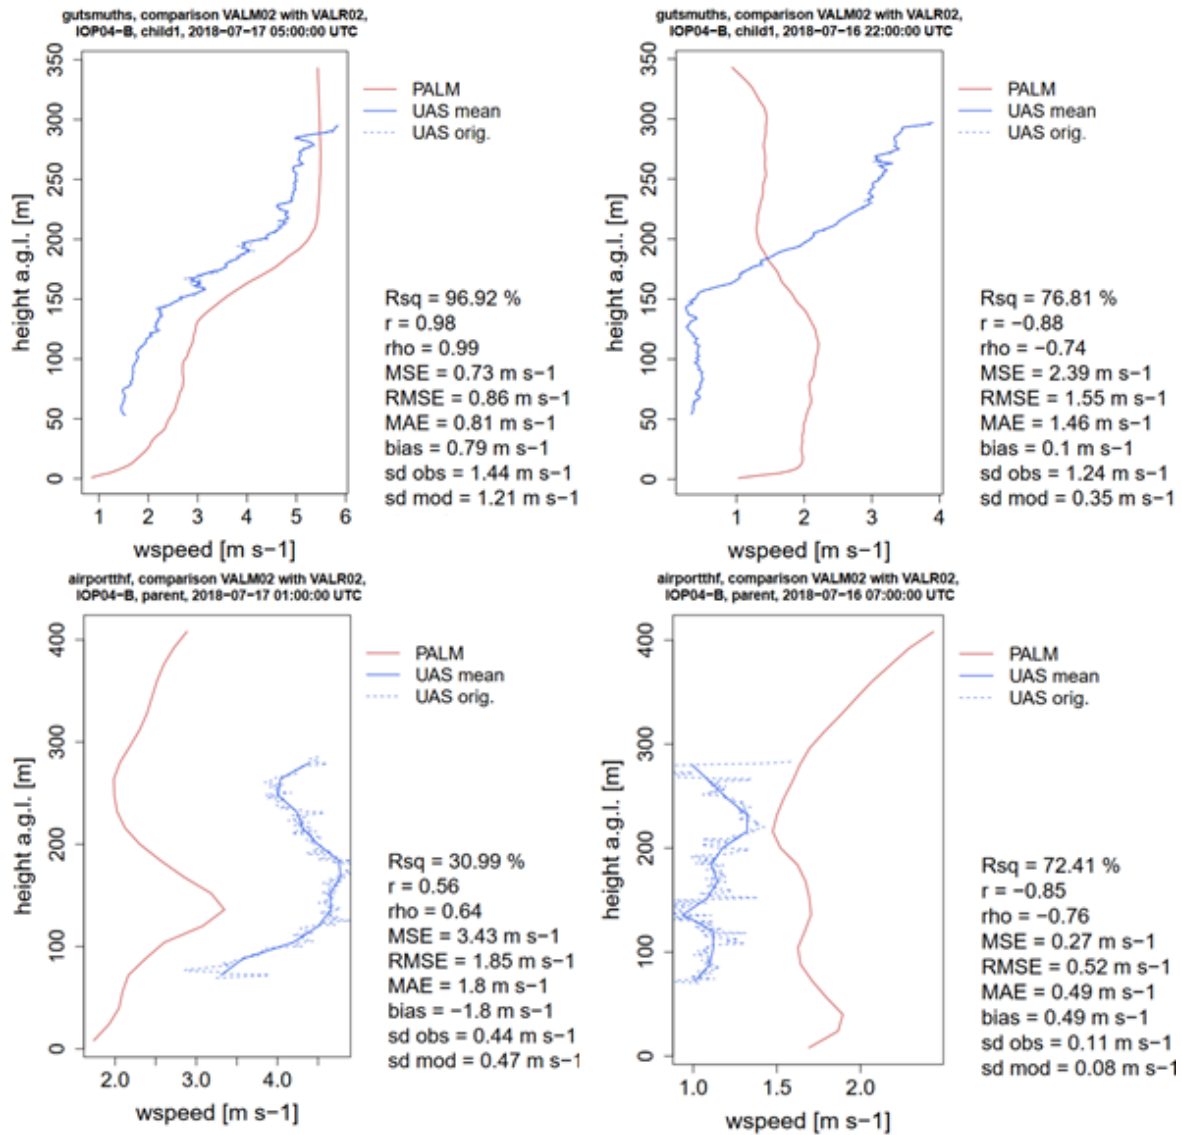 gutsmuths, comparison VALM02 with VALR02,
IOP04−B, child1, 2018−07−17 05:00:00 UTC
height a.g.l. [m]
350
300
250
200
150
100
50
0
1 2 3 4 5 6
wspeed [m s−1]
PALM
UAS mean
UAS orig.
Rsq = 96.92 %
r = 0.98
rho = 0.99
MSE = 0.73 m s−1
RMSE = 0.86 m s−1
MAE = 0.81 m s−1
bias = 0.79 m s−1
sd obs = 1.44 m s−1
sd mod = 1.21 m s−1
gutsmuths, comparison VALM02 with VALR02,
IOP04−B, child1, 2018−07−16 22:00:00 UTC
height a.g.l. [m]
350
300
250
200
150
100
50
0
1 2 3 4
wspeed [m s−1]
PALM
UAS mean
UAS orig.
Rsq = 76.81 %
r = −0.88
rho = −0.74
MSE = 2.39 m s−1
RMSE = 1.55 m s−1
MAE = 1.46 m s−1
bias = 0.1 m s−1
sd obs = 1.24 m s−1
sd mod = 0.35 m s−1
airportthf, comparison VALM02 with VALR02,
IOP04−B, parent, 2018−07−17 01:00:00 UTC
height a.g.l. [m]
400
300
200
100
0
2.0 3.0 4.0
wspeed [m s−1]
PALM
UAS mean
UAS orig.
Rsq = 30.99 %
r = 0.56
rho = 0.64
MSE = 3.43 m s−1
RMSE = 1.85 m s−1
MAE = 1.8 m s−1
bias = −1.8 m s−1
sd obs = 0.44 m s−1
sd mod = 0.47 m s−1
airportthf, comparison VALM02 with VALR02,
IOP04−B, parent, 2018−07−16 07:00:00 UTC
height a.g.l. [m]
400
300
200
100
0
1.0 1.5 2.0
wspeed [m s−1]
PALM
UAS mean
UAS orig.
Rsq = 72.41 %
r = −0.85
rho = −0.76
MSE = 0.27 m s−1
RMSE = 0.52 m s−1
MAE = 0.49 m s−1
bias = 0.49 m s−1
sd obs = 0.11 m s−1
sd mod = 0.08 m s−1